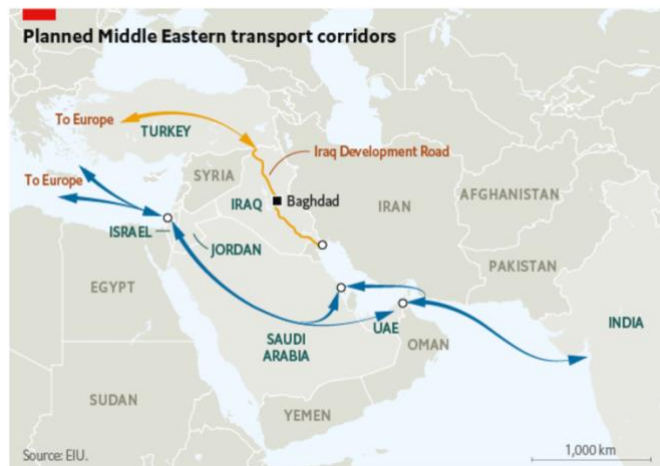 Planned Middle Eastern transport corridors
To Europe
TURKEY
Iraq Development Road
To Europe
SYRIA
IRAQ
Baghdad
IRAN
AFGHANISTAN
ISRAEL
JORDAN
PAKISTAN
EGYPT
SAUDI
ARABIA
UAE
OMAN
INDIA
SUDAN
YEMEN
Source: EIU.
1,000 km